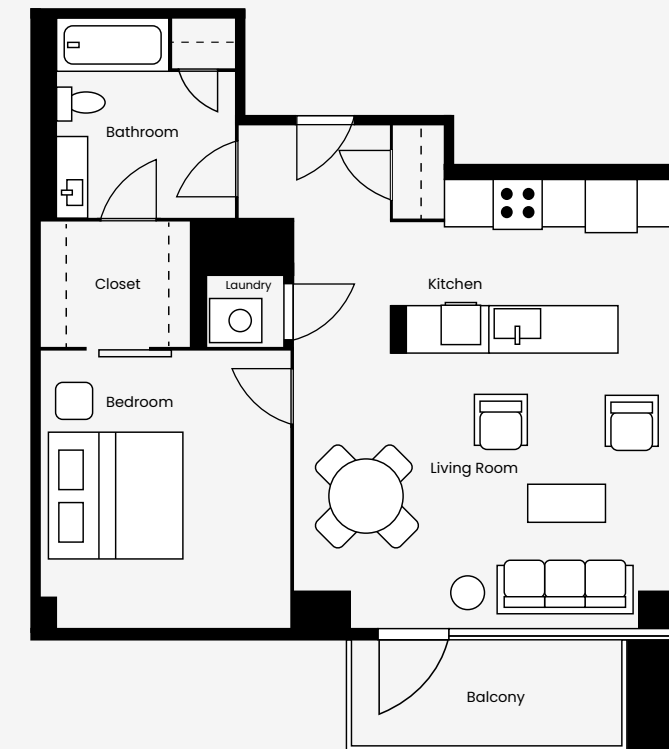 Bathroom
Closet
Laundry
Kitchen
Bedroom
Living Room
Balcony